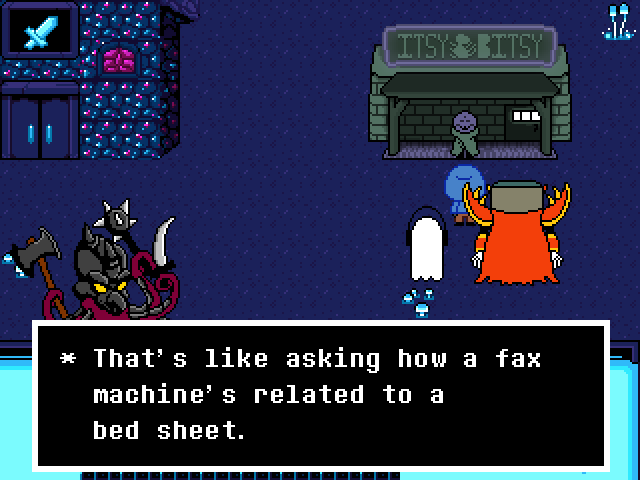 ITSY BITSY
* That's like asking how a fax
machine's related to a
bed sheet.